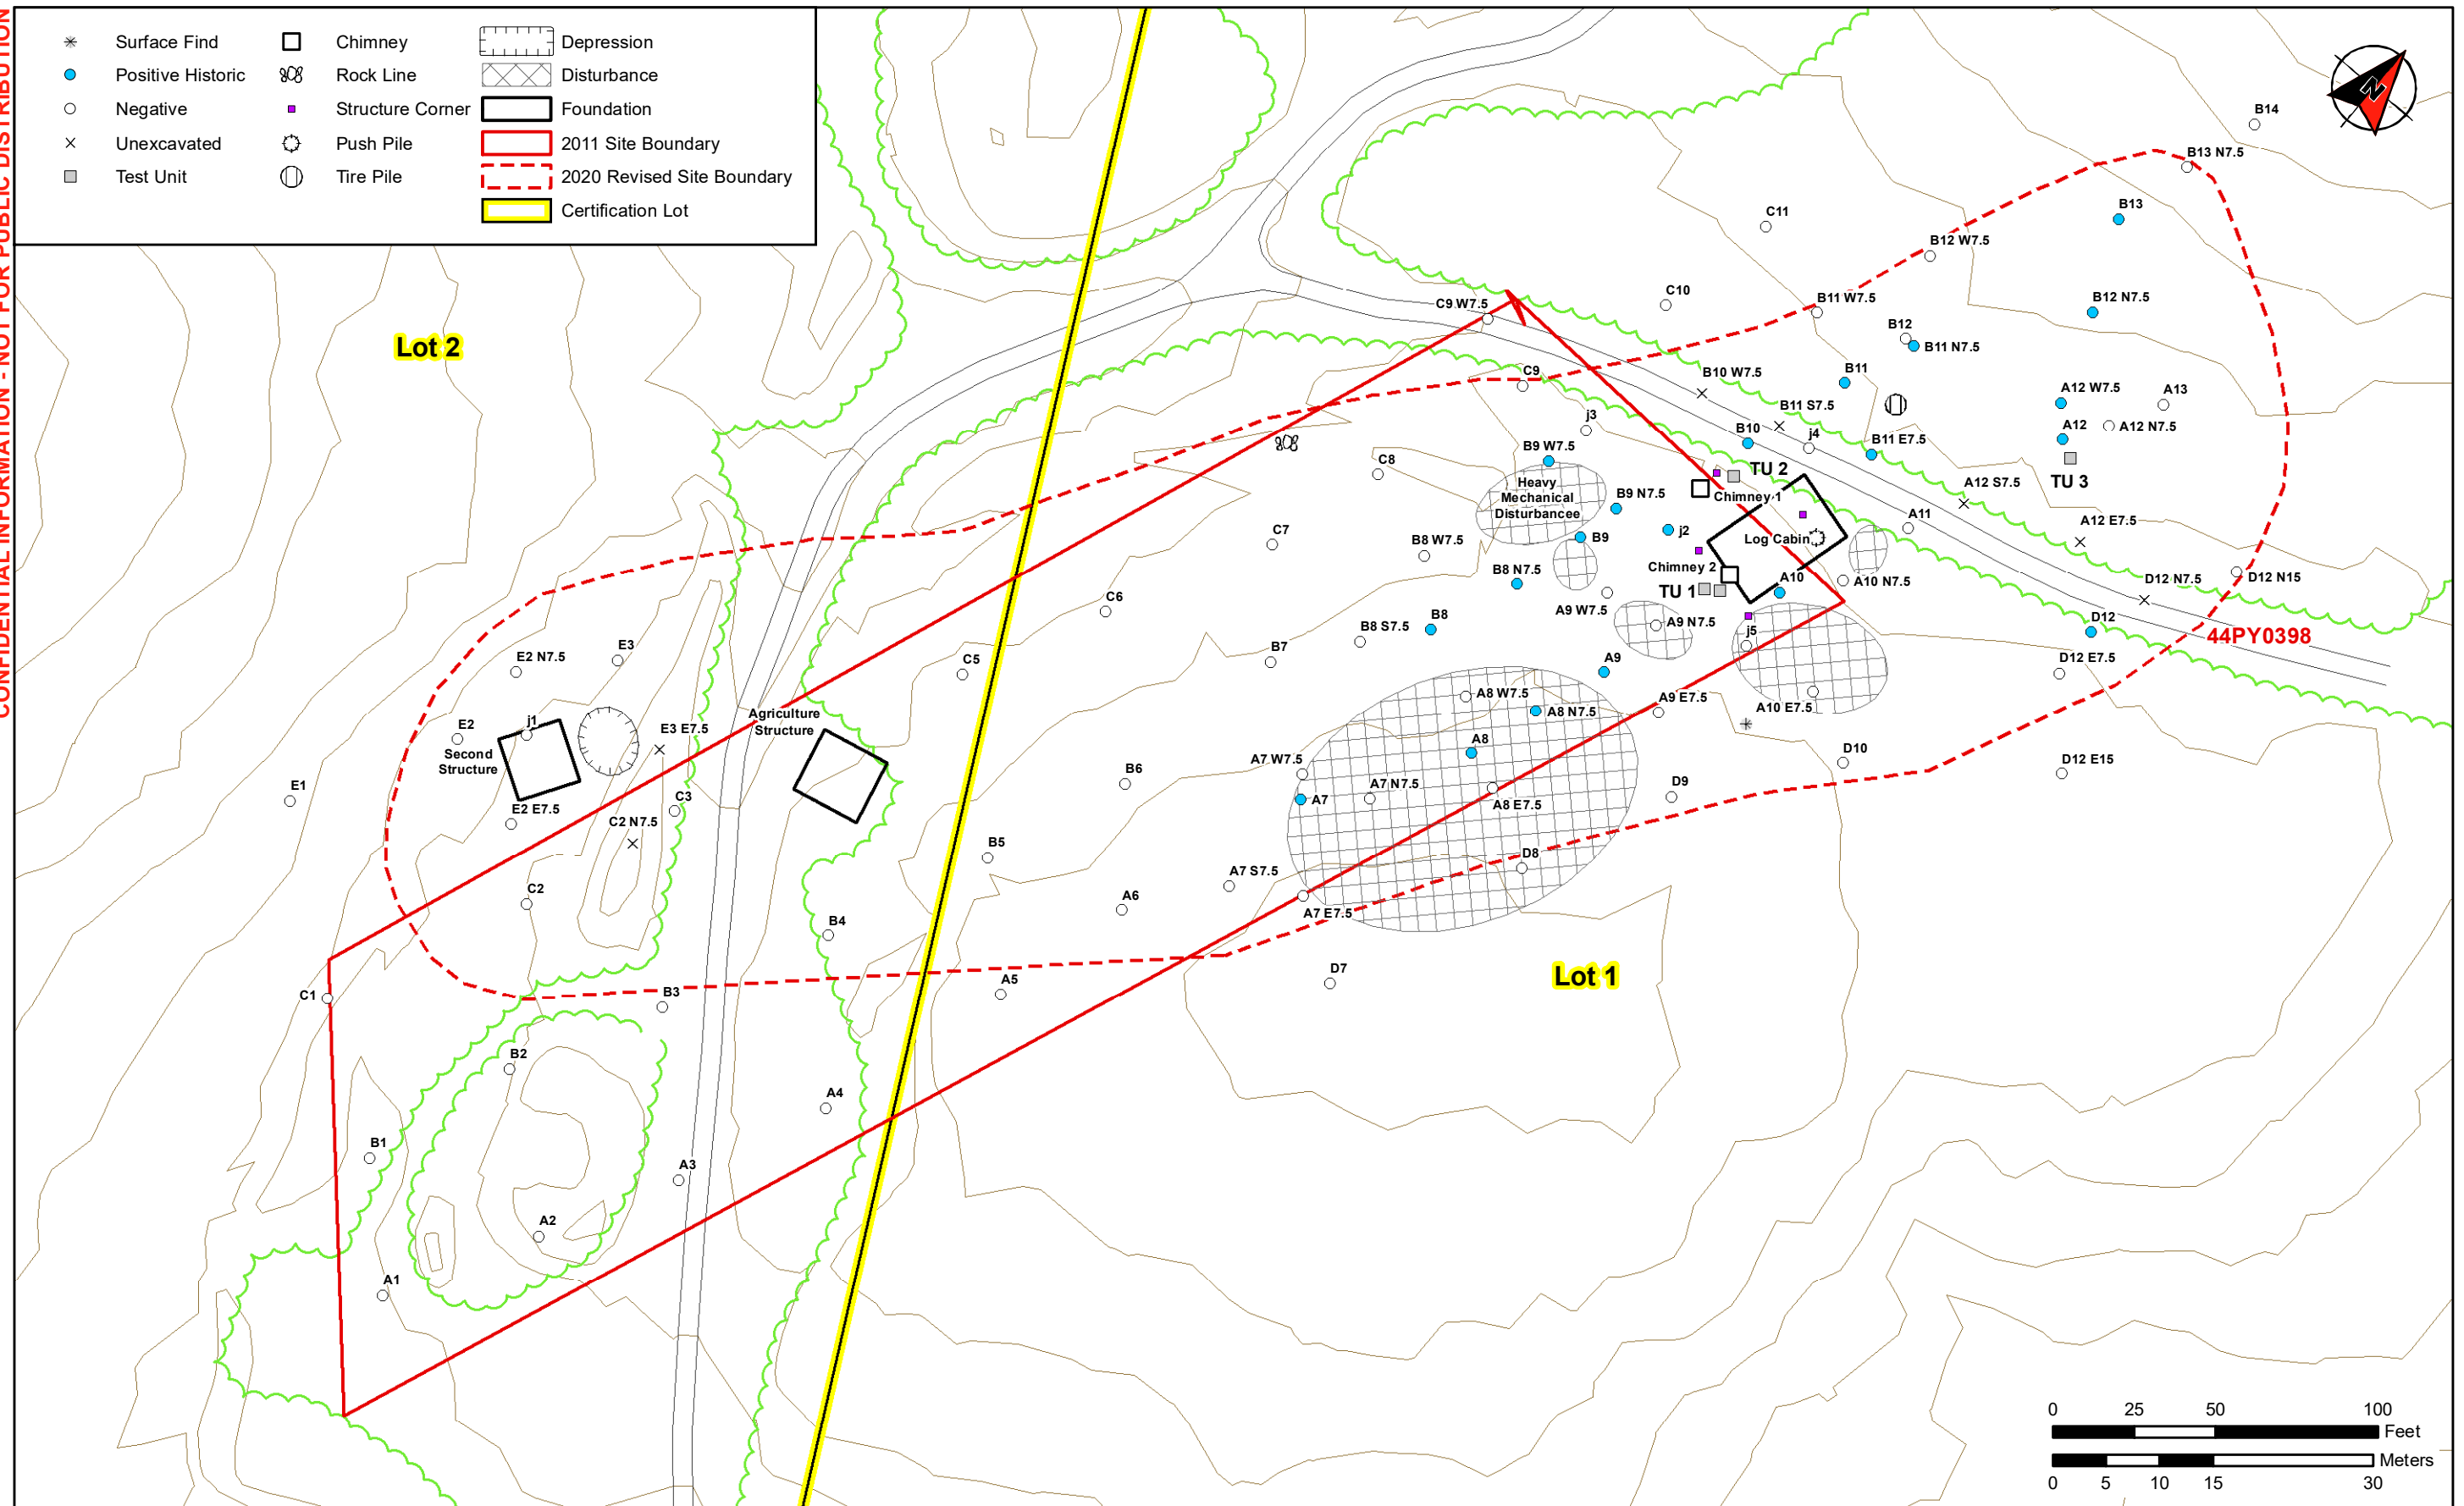 CONFIDENTIAL INFORMATION - NOT FOR PUBLIC DISTRIBUTION
Surface Find
Positive Historic
Negative
Unexcavated
Test Unit
Chimney
Rock Line
Structure Corner
Push Pile
Tire Pile
Depression
Disturbance
Foundation
2011 Site Boundary
2020 Revised Site Boundary
Certification Lot
N
B14
B13 N7.5
B13
C11
B12 W7.5
C10
B11 W7.5
B12 N7.5
C9 W7.5
B12
B11 N7.5
Lot 2
C9
B10 W7.5
B11
A12 W7.5
A13
B11 S7.5
j3
B10
j4
A12
A12 N7.5
B9 W7.5
B11 E7.5
C8
TU 2
TU 3
Heavy
Mechanical
Disturbancee
Chimney 1
A12 S7.5
B9 N7.5
A11
A12 E7.5
C7
B8 W7.5
B9
j2
Log Cabin
B8 N7.5
Chimney 2
A10
A10 N7.5
D12 N7.5
D12 N15
TU 1
C6
A9 W7.5
A9 N7.5
B8 S7.5
B8
j5
D12
44PY0398
E2 N7.5
E3
C5
B7
A9
D12 E7.5
A8 W7.5
A9 E7.5
A10 E7.5
A8 N7.5
Agriculture
Structure
E2
j1
E3 E7.5
Second
Structure
A8
D10
A7 W7.5
D12 E15
B6
E1
A7
A7 N7.5
A8 E7.5
D9
E2 E7.5
C3
C2 N7.5
B5
D8
A7 S7.5
C2
A6
A7 E7.5
B4
C1
B3
A5
D7
Lot 1
B2
A4
B1
A3
A2
A1
0 25 50 100
Feet
Meters
0 5 10 15 30